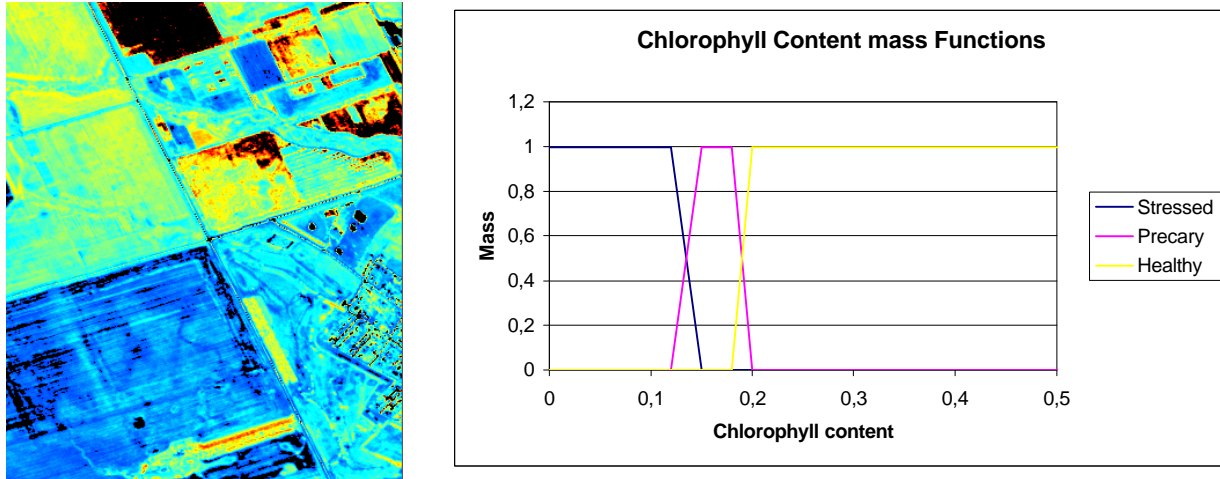 Chlorophyll Content mass Functions
1,2
1
0,8
0,6
0,4
0,2
0
Mass
0 0,1 0,2 0,3 0,4 0,5
Chlorophyll content
Stressed
Precary
Healthy